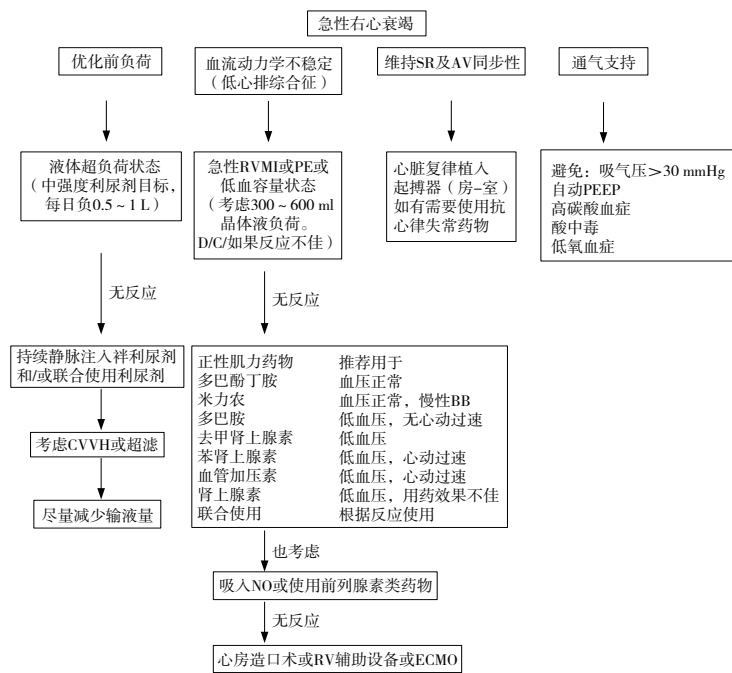 急性右心衰竭
优化前负荷
血流动力学不稳定
（低心排综合征）
维持SR及AV同步性
通气支持
液体超负荷状态
（中强度利尿剂目标，
每日负0.5～1 L）
急性RVMI或PE或
低血容量状态
（考虑300～600 ml
晶体液负荷。
D/C/如果反应不佳）
心脏复律植入
起搏器（房-室）
如有需要使用抗
心律失常药物
避免：吸气压＞30 mmHg
自动PEEP
高碳酸血症
酸中毒
低氧血症
无反应
无反应
持续静脉注入袢利尿剂
和/或联合使用利尿剂
考虑CVVH或超滤
尽量减少输液量
正性肌力药物 推荐用于
多巴酚丁胺 血压正常
米力农 血压正常，慢性BB
多巴胺 低血压，无心动过速
去甲肾上腺素 低血压
苯肾上腺素 低血压，心动过速
血管加压素 低血压，心动过速
肾上腺素 低血压，用药效果不佳
联合使用 根据反应使用
也考虑
吸入NO或使用前列腺素类药物
无反应
心房造口术或RV辅助设备或ECMO